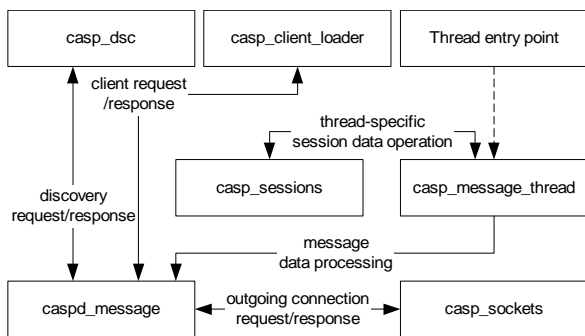 casp_dsc
casp_client_loader
Thread entry point
client request
/response
thread-specific
session data operation
casp_sessions
casp_message_thread
discovery
request/response
message
data processing
caspd_message
outgoing connection
request/response
casp_sockets